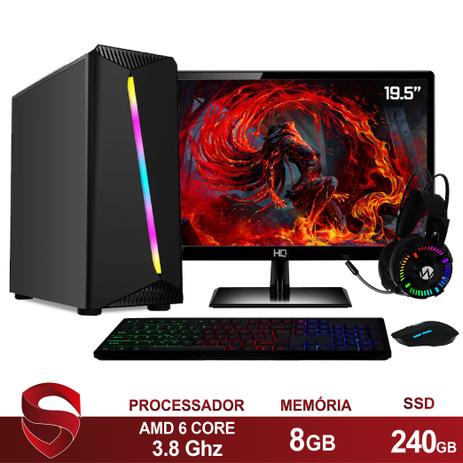 19.5”
HQ
PROCESSADOR
AMD 6 CORE
3.8 Ghz
MEMÓRIA
8GB
SSD
240GB